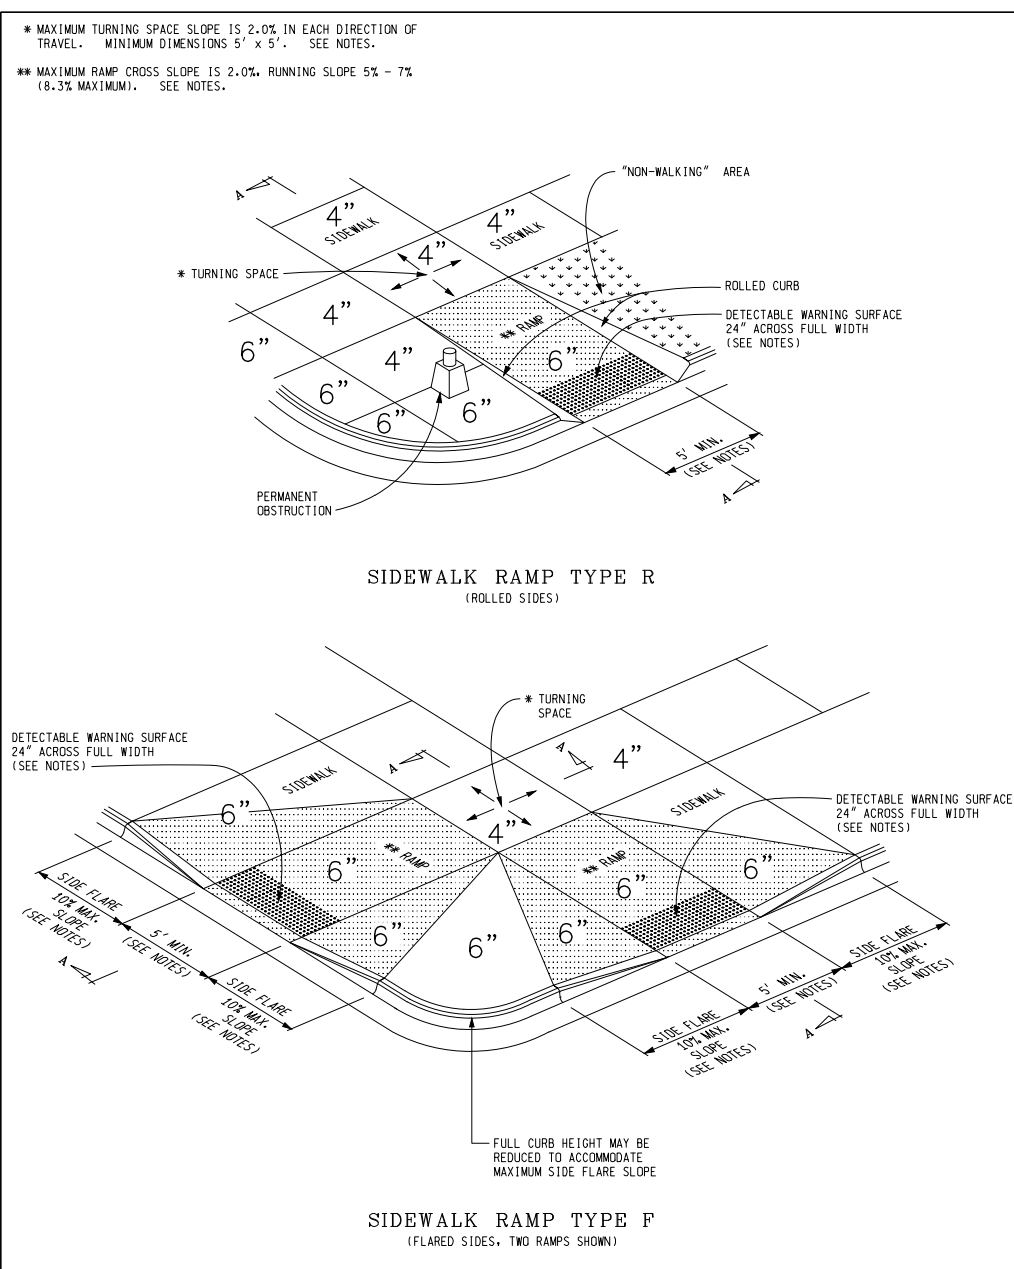 * MAXIMUM TURNING SPACE SLOPE IS 2.0% IN EACH DIRECTION OF
TRAVEL. MINIMUM DIMENSIONS 5' x 5'. SEE NOTES.
** MAXIMUM RAMP CROSS SLOPE IS 2.0%, RUNNING SLOPE 5% - 7%
(8.3% MAXIMUM). SEE NOTES.
A
"NON-WALKING" AREA
4"
SIDEWALK
4"
SIDEWALK
4"
* TURNING SPACE
ROLLED CURB
4"
** RAMP
DETECTABLE WARNING SURFACE
24" ACROSS FULL WIDTH
(SEE NOTES)
6"
4"
6"
6"
6"
6"
5' MIN.
(SEE NOTES)
A
PERMANENT
OBSTRUCTION
SIDEWALK RAMP TYPE R
(ROLLED SIDES)
* TURNING
SPACE
DETECTABLE WARNING SURFACE
24" ACROSS FULL WIDTH
(SEE NOTES)
A
A
4"
SIDEWALK
SIDEWALK
DETECTABLE WARNING SURFACE
24" ACROSS FULL WIDTH
(SEE NOTES)
6"
4"
** RAMP
** RAMP
6"
6"
6"
6"
6"
6"
SIDE FLARE
10% MAX.
SLOPE
(SEE NOTES)
5' MIN.
(SEE NOTES)
A
SIDE FLARE
10% MAX.
SLOPE
(SEE NOTES)
SIDE FLARE
10% MAX.
SLOPE
(SEE NOTES)
5' MIN.
(SEE NOTES)
A
SIDE FLARE
10% MAX.
SLOPE
(SEE NOTES)
FULL CURB HEIGHT MAY BE
REDUCED TO ACCOMMODATE
MAXIMUM SIDE FLARE SLOPE
SIDEWALK RAMP TYPE F
(FLARED SIDES, TWO RAMPS SHOWN)